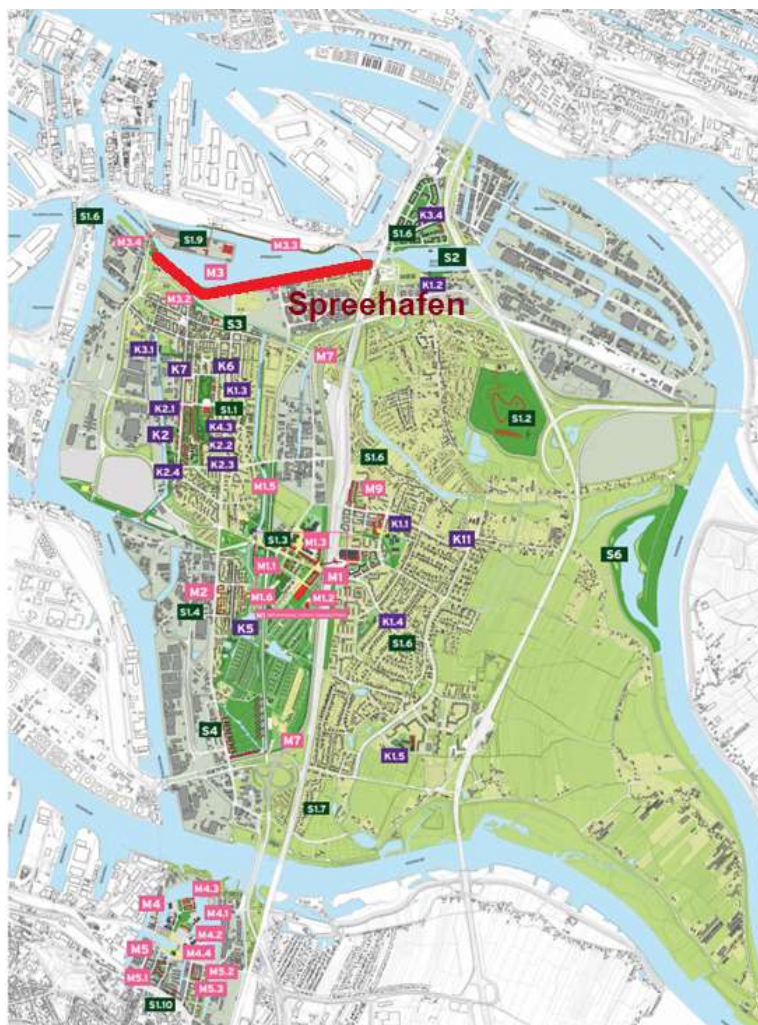 S1.6
K3.4
S1.6
M3.4
S1.9
M3.3
S2
M3
K1.2
M3.2
Spreehafen
S3
K3.1
M7
K7
K6
K1.3
K2.1
S1.1
S1.2
K4.3
K2
K2.2
K2.4
K2.3
S1.6
M1.5
M9
K1.1
S1.3
M1.3
K11
S6
M1.1
M1
M2
M1.6
M1.2
S1.4
K5
K1.4
S1.6
S4
M7
K1.5
S1.7
M4.3
M4
M4.1
M4.2
M5
M4.4
M5.1
M5.2
M5.3
S1.10